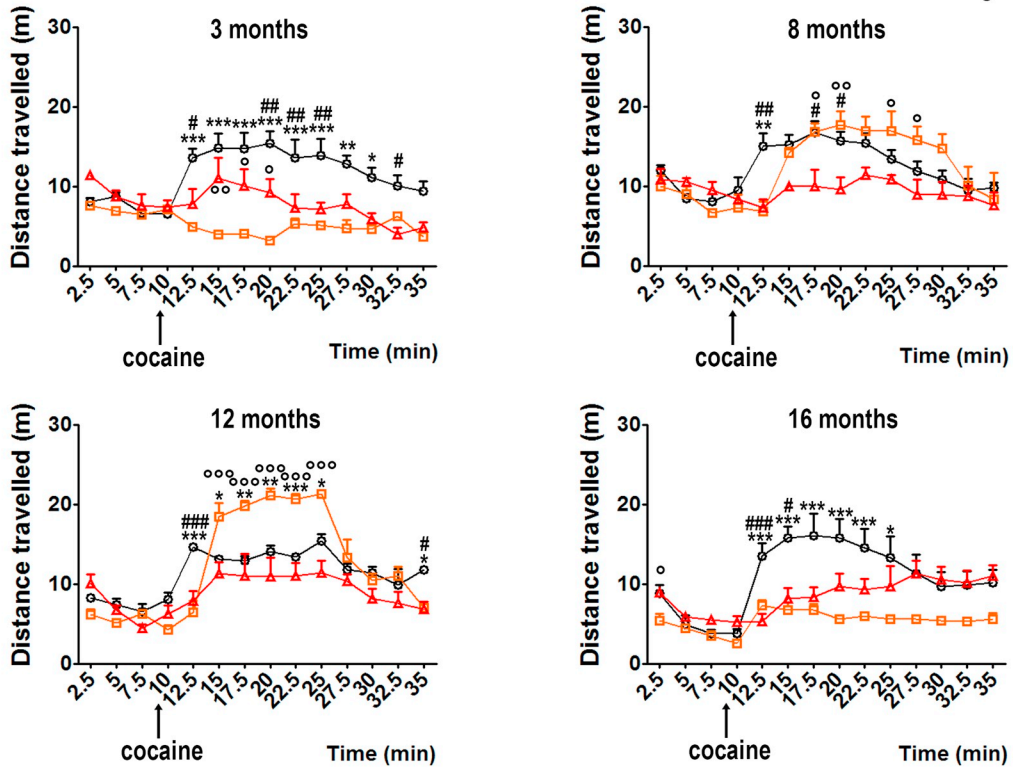 3 months
Distance travelled (m)
30
20
10
0
# ## ## ##
*** *** *** *** *** *** ** * #
° °
°°
2.5 5 7.5 10 12.5 15 17.5 20 22.5 25 27.5 30 32.5 35
cocaine
Time (min)
8 months
Distance travelled (m)
30
20
10
0
° °° ° °
## # #
**
2.5 5 7.5 10 12.5 15 17.5 20 22.5 25 27.5 30 32.5 35
cocaine
Time (min)
12 months
Distance travelled (m)
30
20
10
0
°°° °°° °°° °°° °°°
* ** ** *** *
### #
*** *
2.5 5 7.5 10 12.5 15 17.5 20 22.5 25 27.5 30 32.5 35
cocaine
Time (min)
16 months
Distance travelled (m)
30
20
10
0
### #
*** *** *** *** *** *
°
2.5 5 7.5 10 12.5 15 17.5 20 22.5 25 27.5 30 32.5 35
cocaine
Time (min)